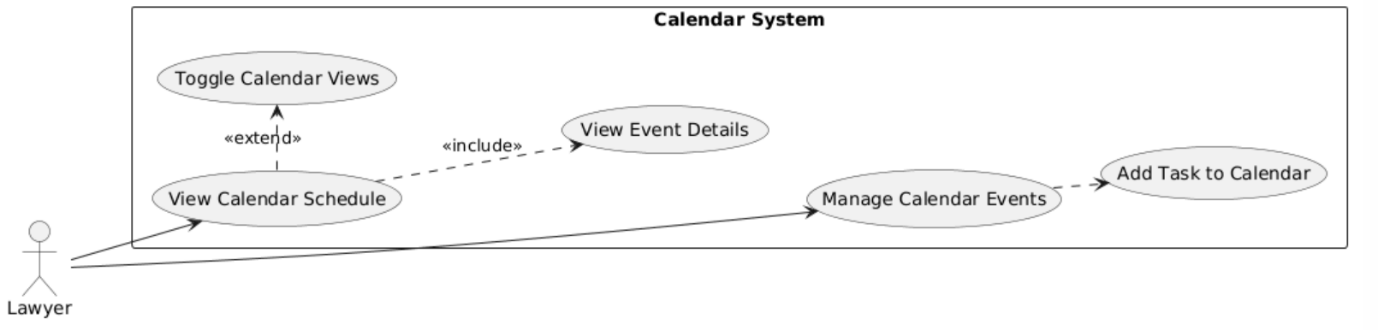 Calendar System
Toggle Calendar Views
«extend»
View Event Details
«include»
View Calendar Schedule
Manage Calendar Events
Add Task to Calendar
Lawyer